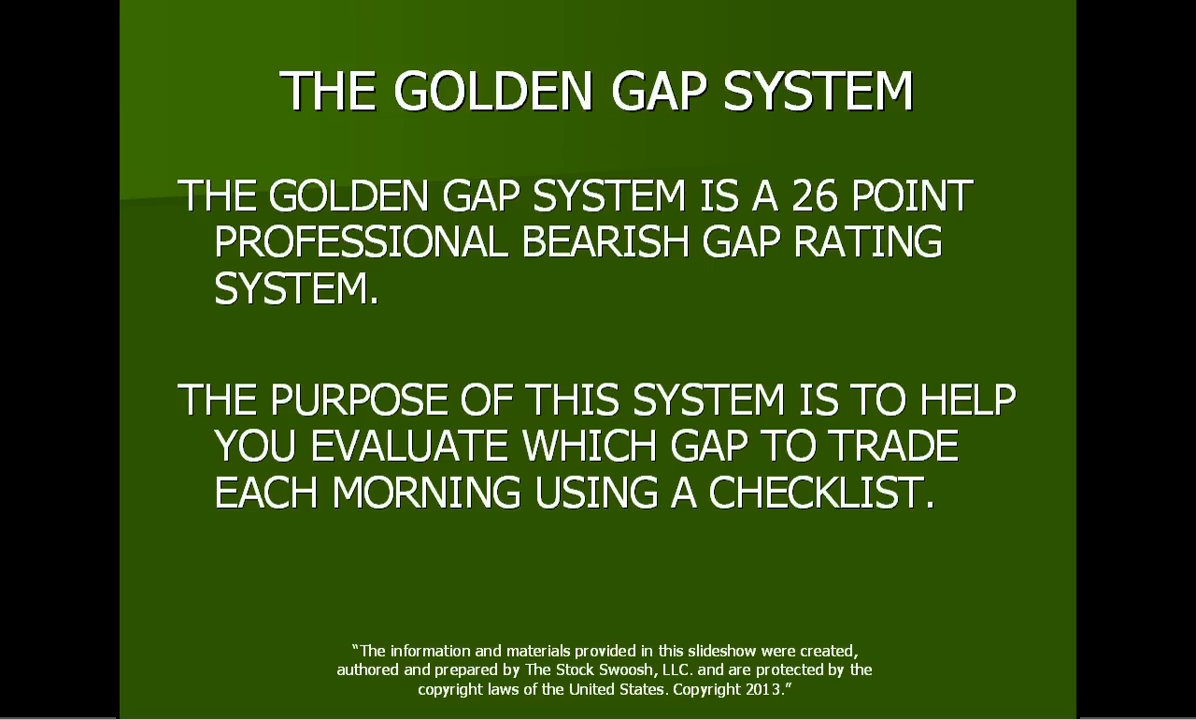 THE GOLDEN GAP SYSTEM
THE GOLDEN GAP SYSTEM IS A 26 POINT
PROFESSIONAL BEARISH GAP RATING
SYSTEM.
THE PURPOSE OF THIS SYSTEM IS TO HELP
YOU EVALUATE WHICH GAP TO TRADE
EACH MORNING USING A CHECKLIST.
“The information and materials provided in this slideshow were created,
authored and prepared by The Stock Swoosh, LLC. and are protected by the
copyright laws of the United States. Copyright 2013.”